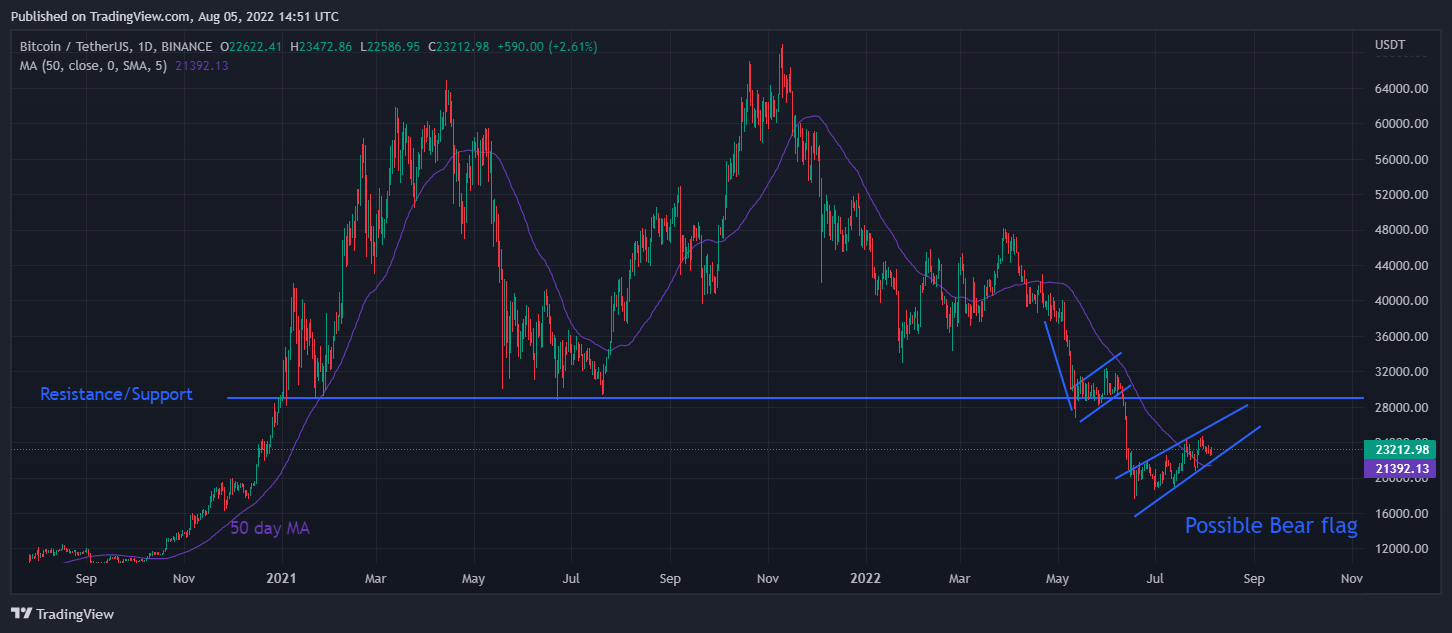 Published on TradingView.com, Aug 05, 2022 14:51 UTC
Bitcoin / TetherUS, 1D, BINANCE O22622.41 H23472.86 L22586.95 C23212.98 +590.00 (+2.61%)
MA (50, close, 0, SMA, 5) 21392.13
USDT
64000.00
60000.00
56000.00
52000.00
48000.00
44000.00
40000.00
36000.00
32000.00
Resistance/Support
28000.00
23212.98
21392.13
16000.00
Possible Bear flag
50 day MA
12000.00
Sep Nov 2021 Mar May Jul Sep Nov 2022 Mar May Jul Sep Nov
TradingView